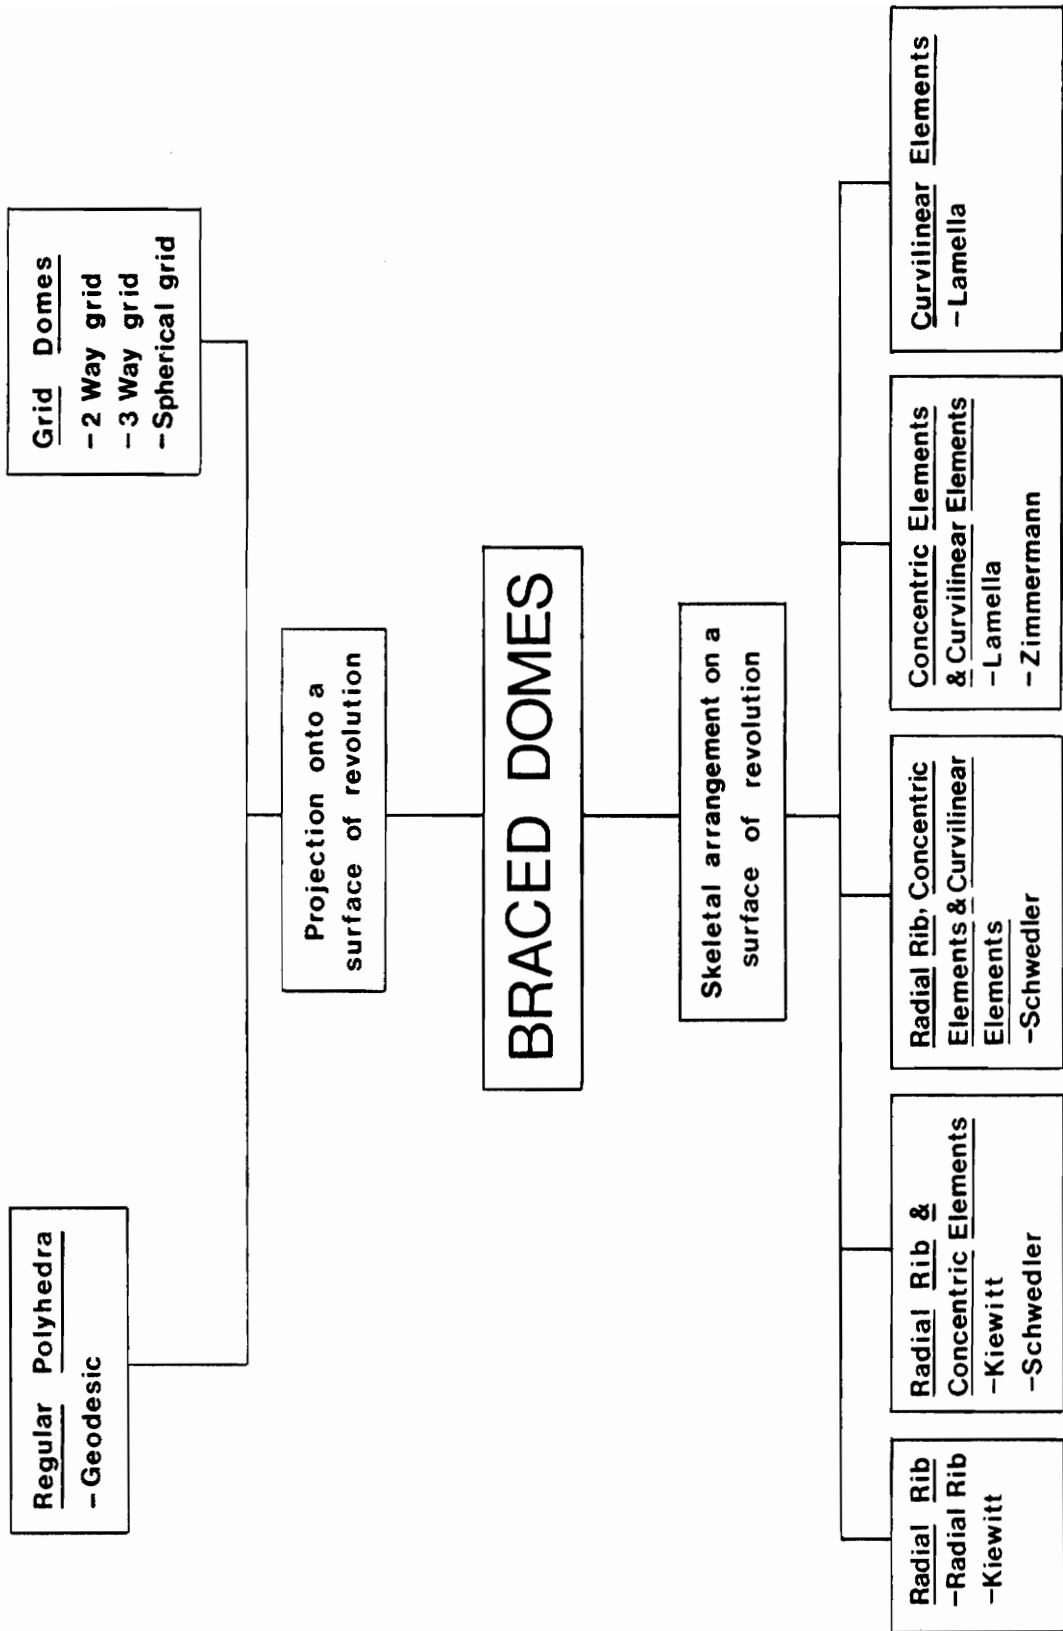 Regular Polyhedra
-Geodesic
Grid Domes
-2 Way grid
-3 Way grid
-Spherical grid
Projection onto a
surface of revolution
BRACED DOMES
Skeletal arrangement on a
surface of revolution
Radial Rib
-Radial Rib
-Kiewitt
Radial Rib &
Concentric Elements
-Kiewitt
-Schwedler
Radial Rib, Concentric
Elements & Curvilinear
Elements
-Schwedler
Concentric Elements
& Curvilinear Elements
-Lamella
-Zimmermann
Curvilinear Elements
-Lamella